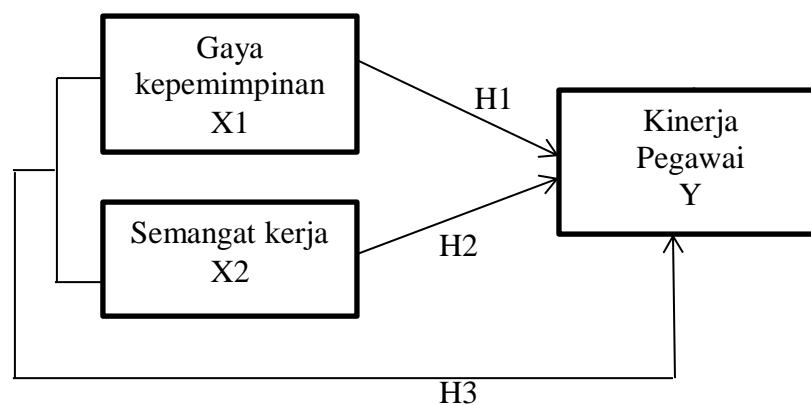 Gaya
kepemimpinan
X1
H1
Kinerja
Pegawai
Y
Semangat kerja
X2
H2
H3